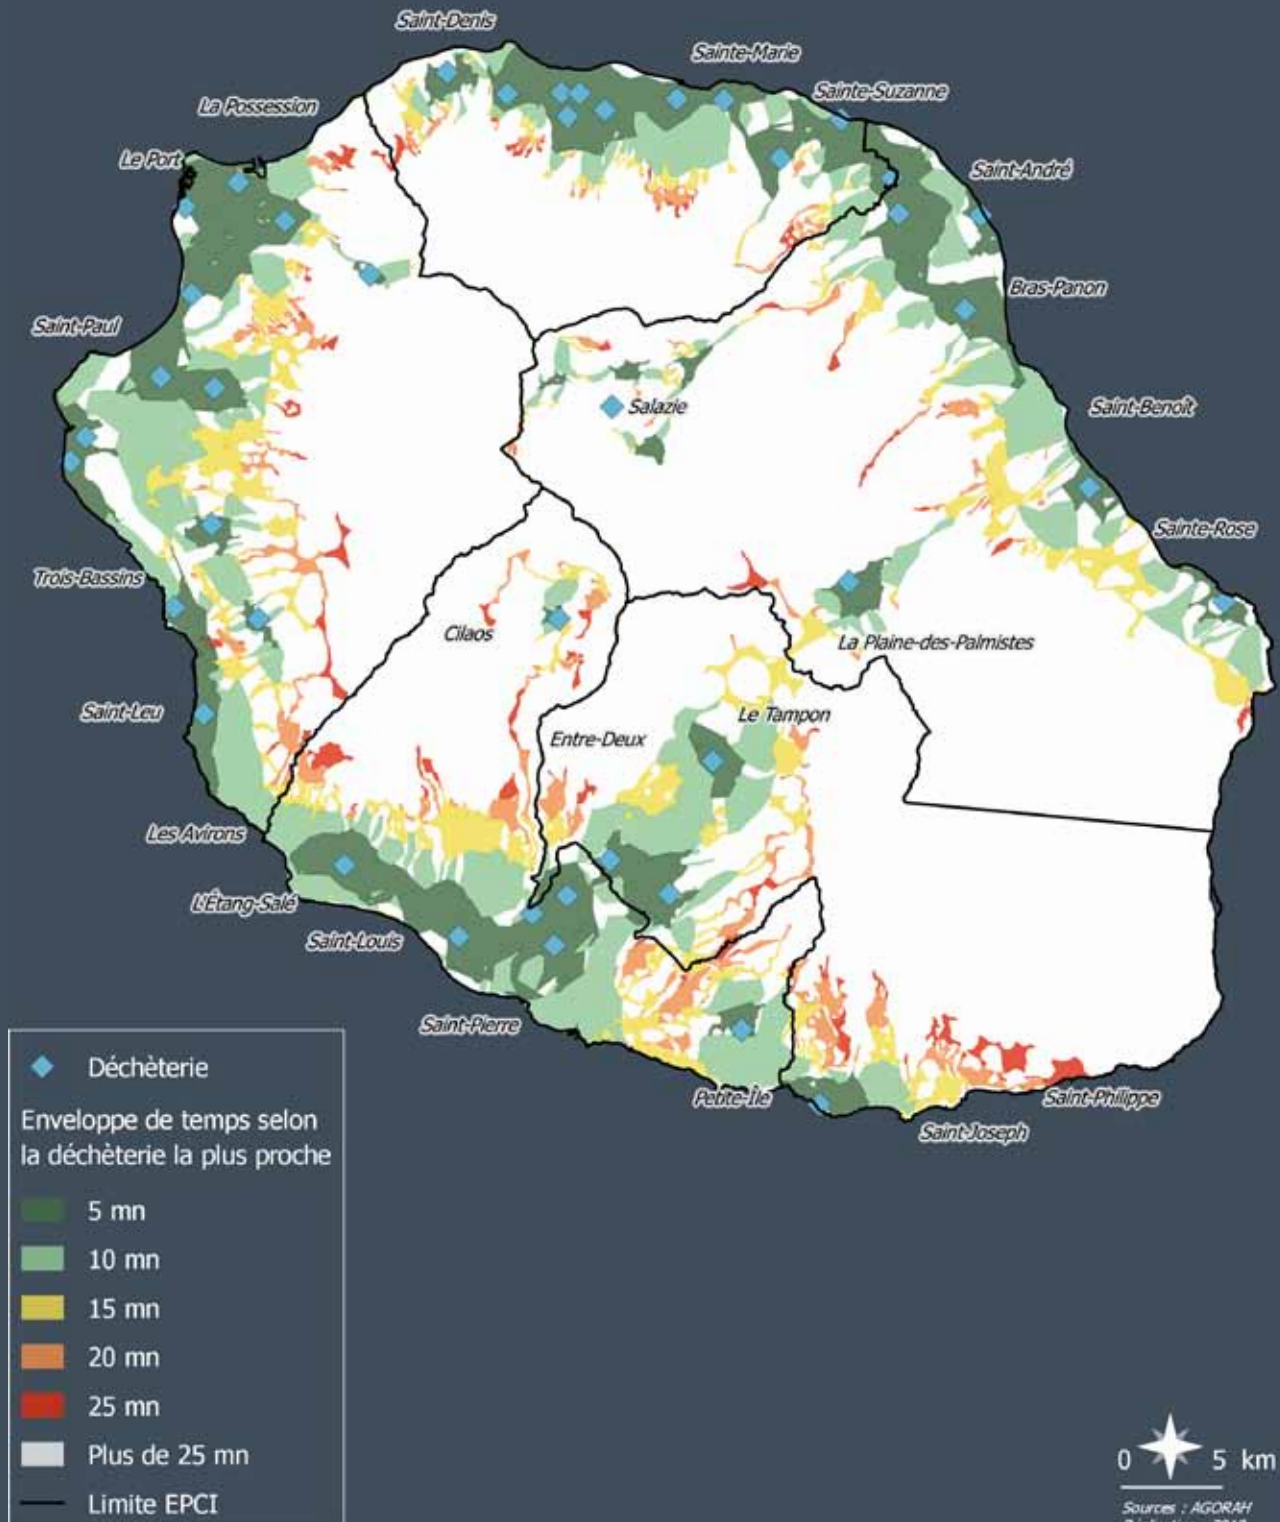 Saint-Denis
Sainte-Marie
Sainte-Suzanne
La Possession
Le Port
Saint-André
Bras-Panon
Saint-Paul
Salazie
Saint-Benoît
Sainte-Rose
Trois-Bassins
Cilaos
La Plaine-des-Palmistes
Saint-Leu
Le Tampon
Entre-Deux
Les Avirons
L'Étang-Salé
Saint-Louis
Saint-Pierre
Petite-Île
Saint-Philippe
Saint-Joseph
Déchèterie
Enveloppe de temps selon
la déchèterie la plus proche
5 mn
10 mn
15 mn
20 mn
25 mn
Plus de 25 mn
Limite EPCI
0 5 km
Sources : AGORAH